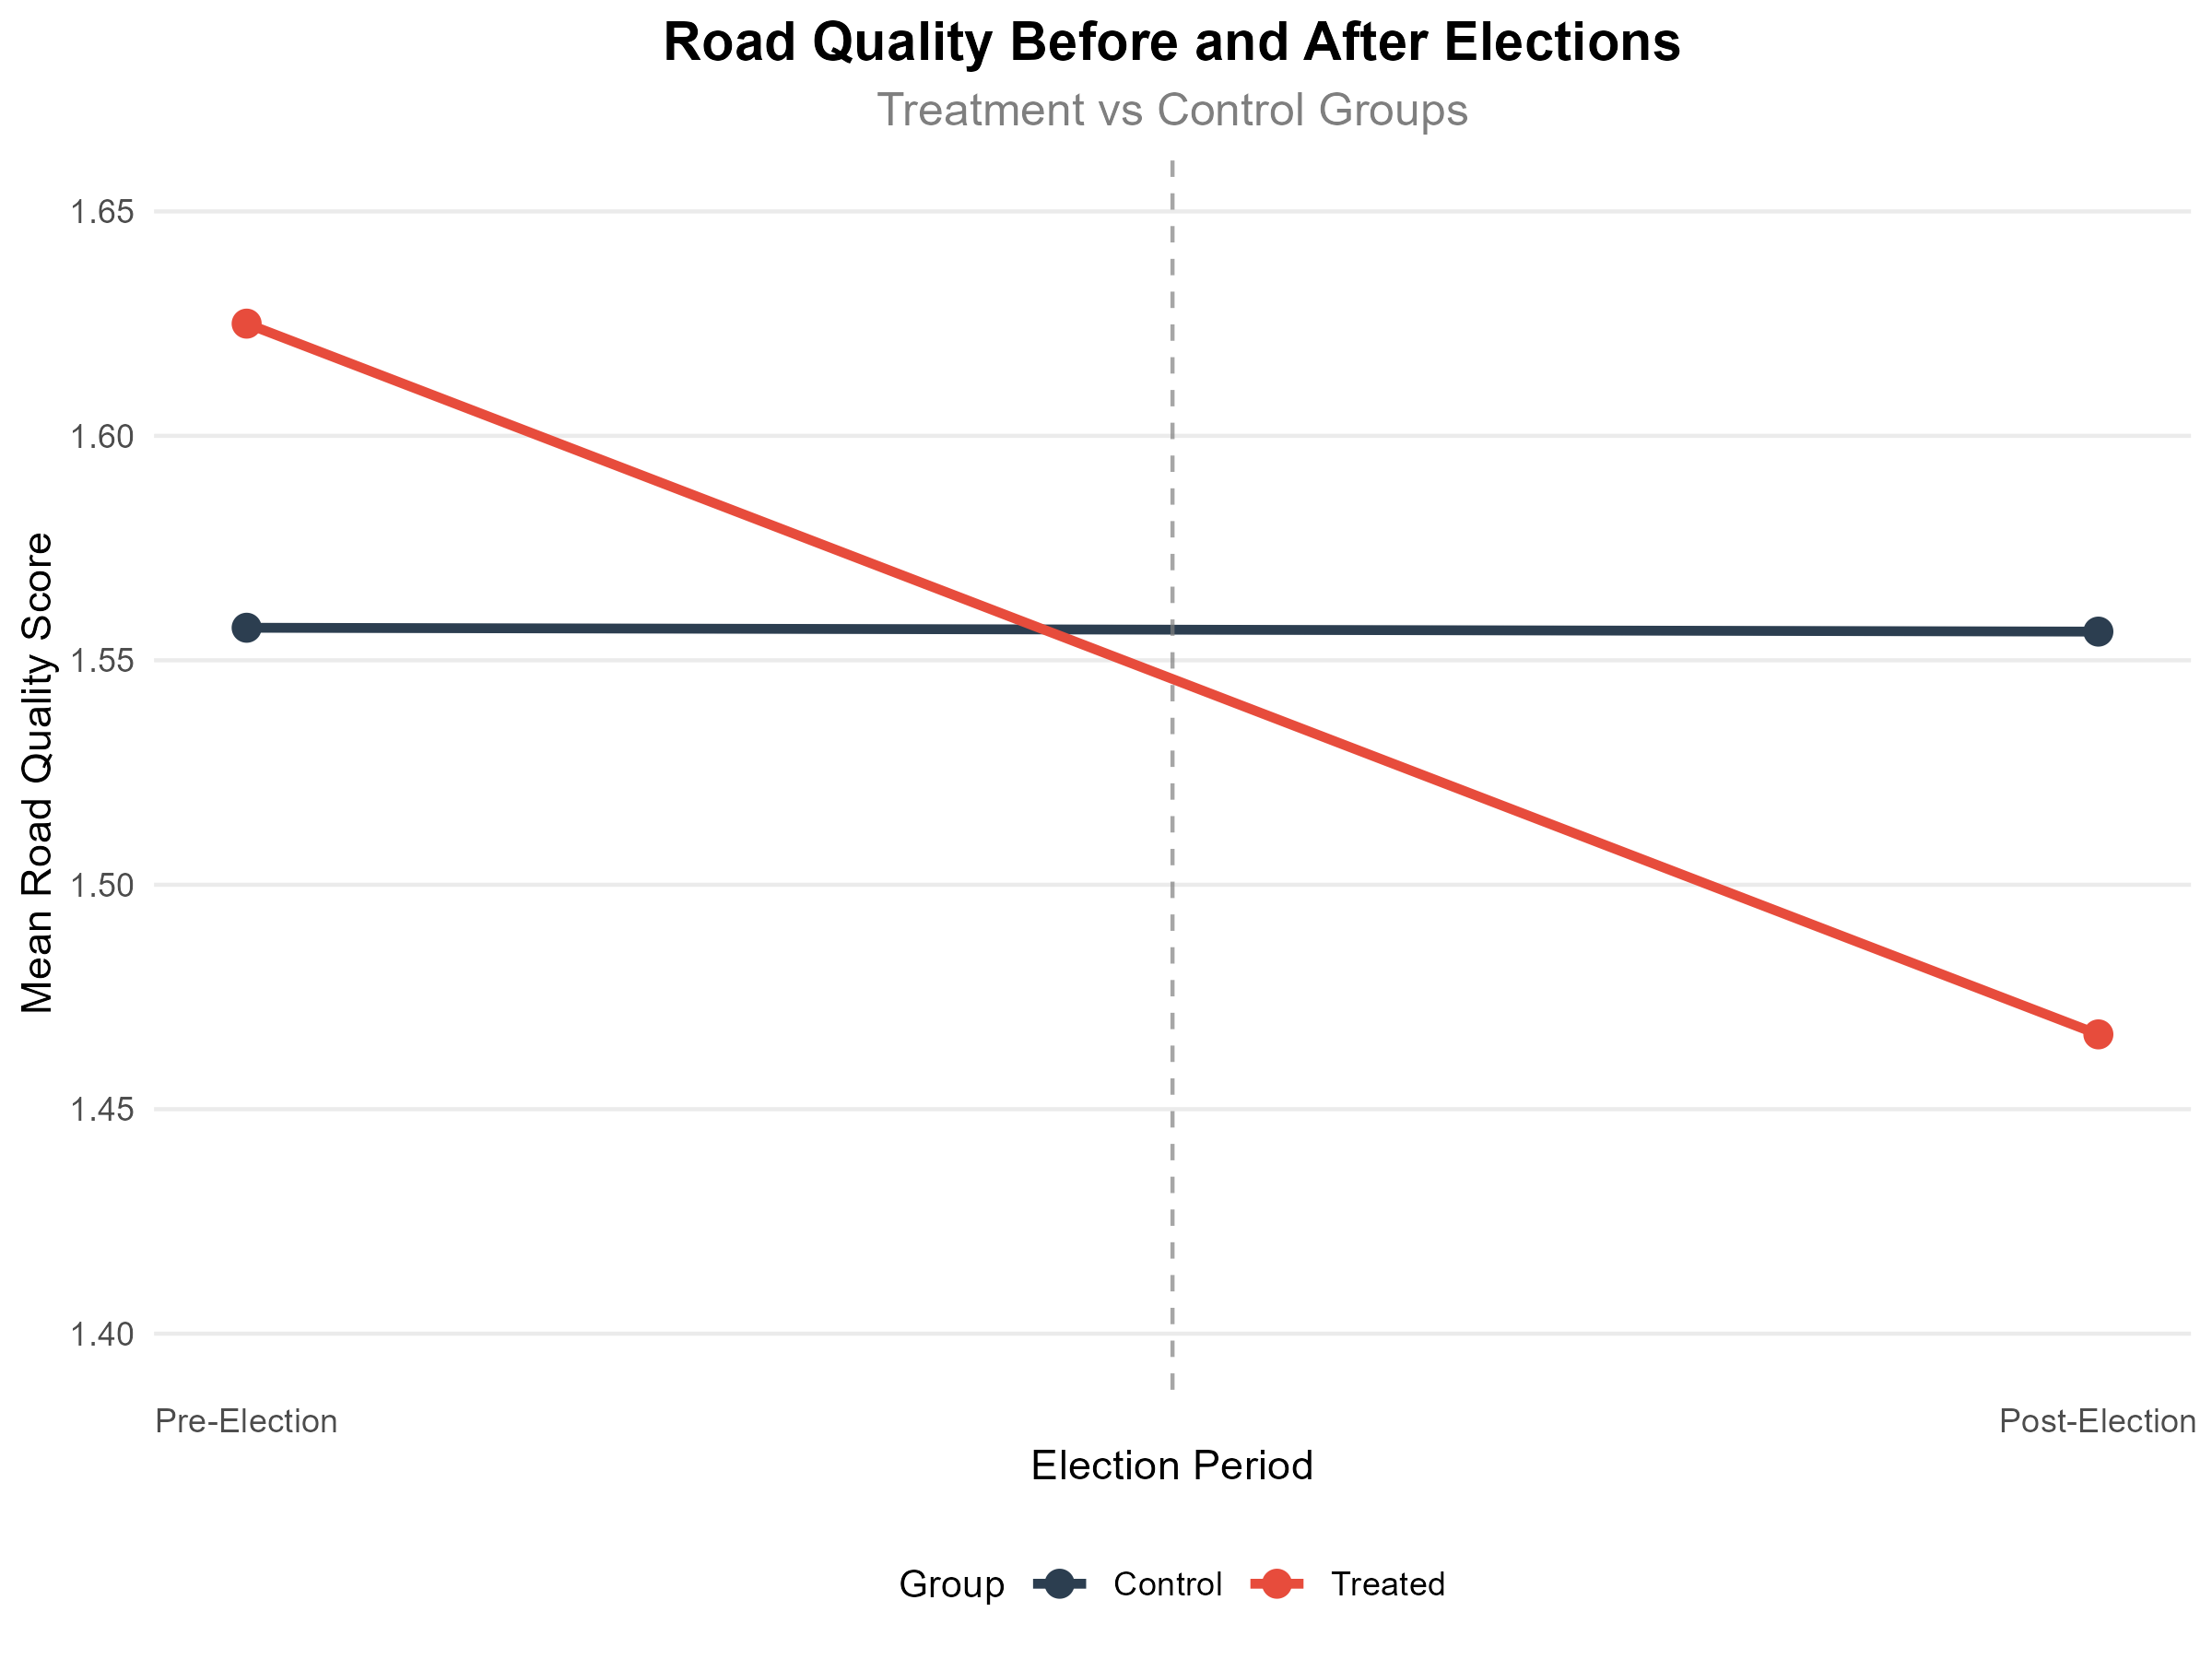 Road Quality Before and After Elections
Treatment vs Control Groups
Mean Road Quality Score
1.65
1.60
1.55
1.50
1.45
1.40
Pre-Election
Post-Election
Election Period
Group
Control
Treated